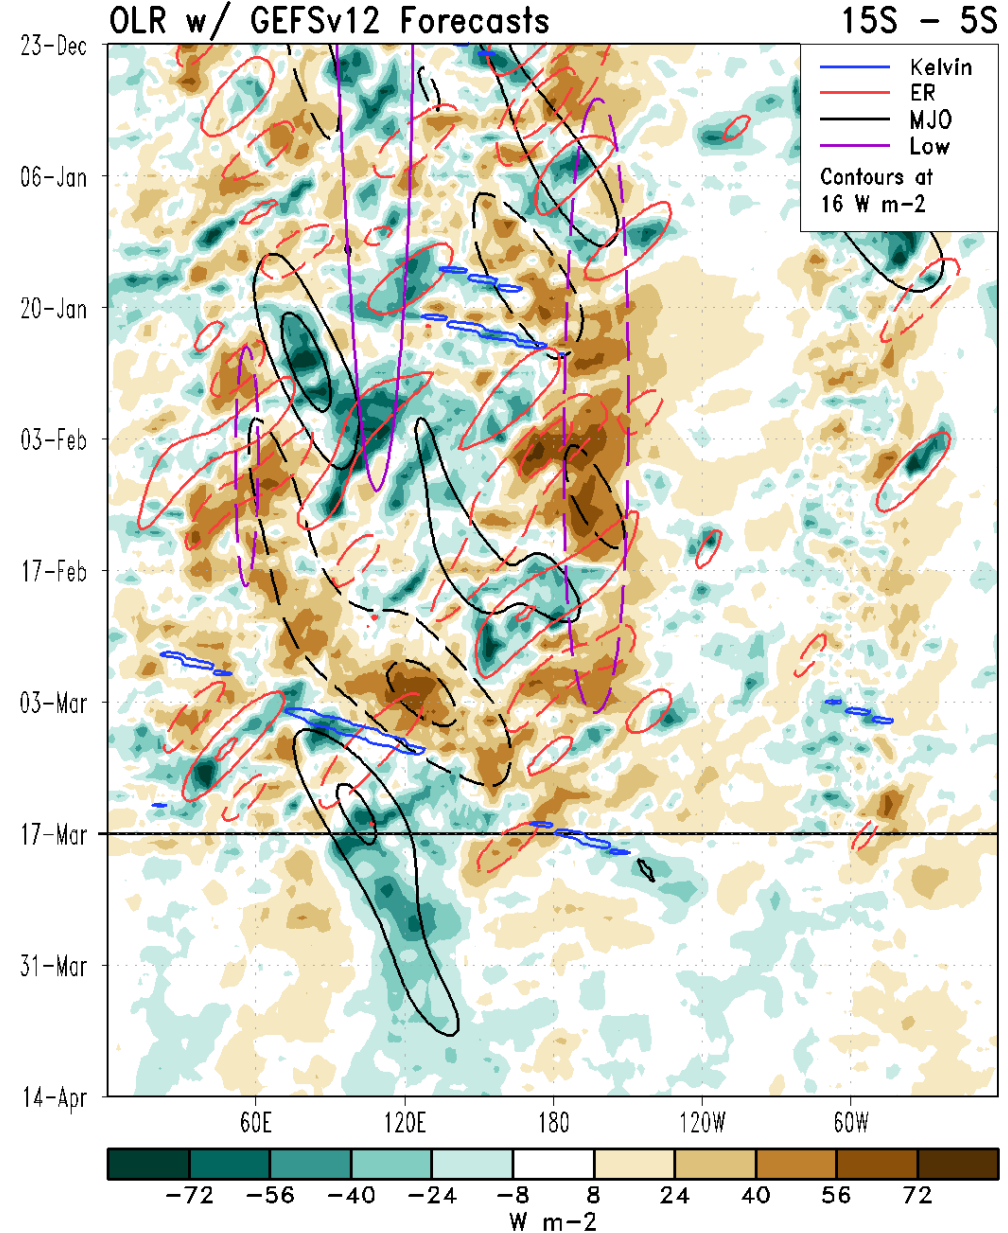 OLR w/ GEFSv12 Forecasts 15S - 5S
23-Dec
Kelvin
ER
MJO
Low
Contours at
16 W m-2
06-Jan
20-Jan
03-Feb
17-Feb
03-Mar
17-Mar
31-Mar
14-Apr
60E 120E 180 120W 60W
-72 -56 -40 -24 -8 8 24 40 56 72
W m-2